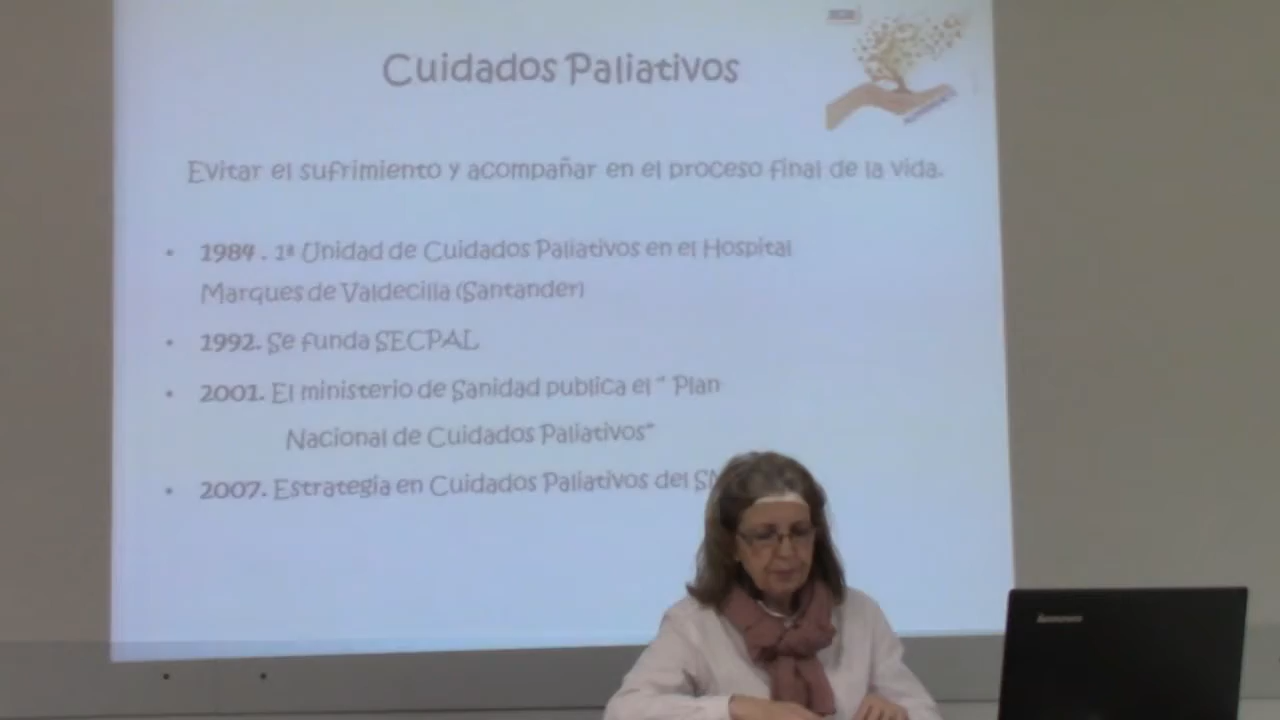 Cuidados Paliativos
Evitar el sufrimiento y acompañar en el proceso final de la vida.
• 1984 . 1ª Unidad de Cuidados Paliativos en el Hospital
Marques de Valdecilla (Santander)
• 1992. Se funda SECPAL
• 2001. El ministerio de Sanidad publica el “ Plan
Nacional de Cuidados Paliativos”
• 2007. Estrategia en Cuidados Paliativos del SN
lenovo